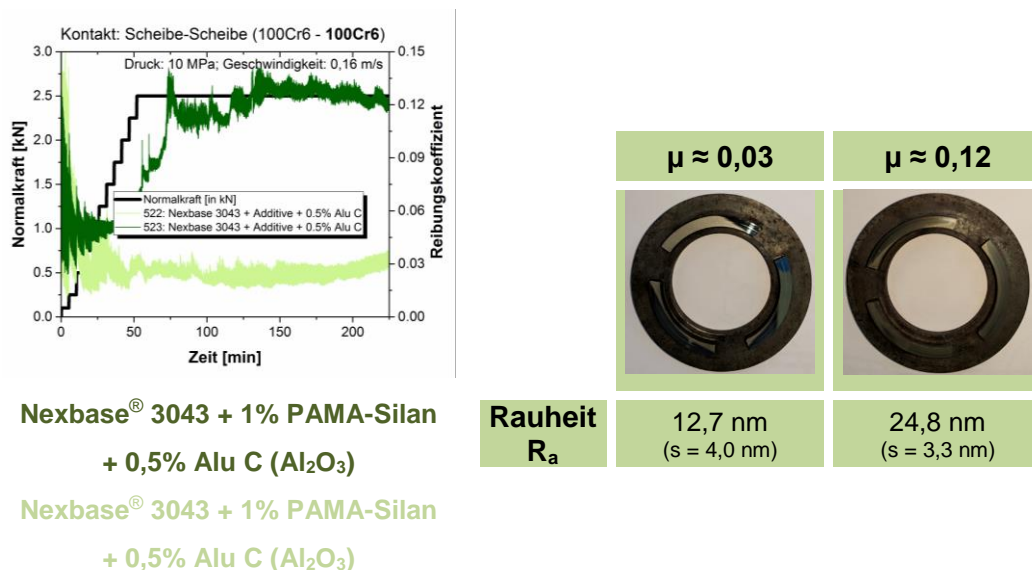 Kontakt: Scheibe-Scheibe (100Cr6 - 100Cr6)
Druck: 10 MPa; Geschwindigkeit: 0,16 m/s
3.0
2.5
2.0
1.5
1.0
0.5
0.0
Normalkraft [kN]
0.15
0.12
0.09
0.06
0.03
0.00
Reibungskoeffizient
Normalkraft [in kN]
522: Nexbase 3043 + Additive + 0.5% Alu C
523: Nexbase 3043 + Additive + 0.5% Alu C
0 50 100 150 200
Zeit [min]
Nexbase® 3043 + 1% PAMA-Silan
+ 0,5% Alu C (Al₂O₃)
Nexbase® 3043 + 1% PAMA-Silan
+ 0,5% Alu C (Al₂O₃)
µ ≈ 0,03 µ ≈ 0,12
Rauheit
Rₐ
12,7 nm
(s = 4,0 nm)
24,8 nm
(s = 3,3 nm)